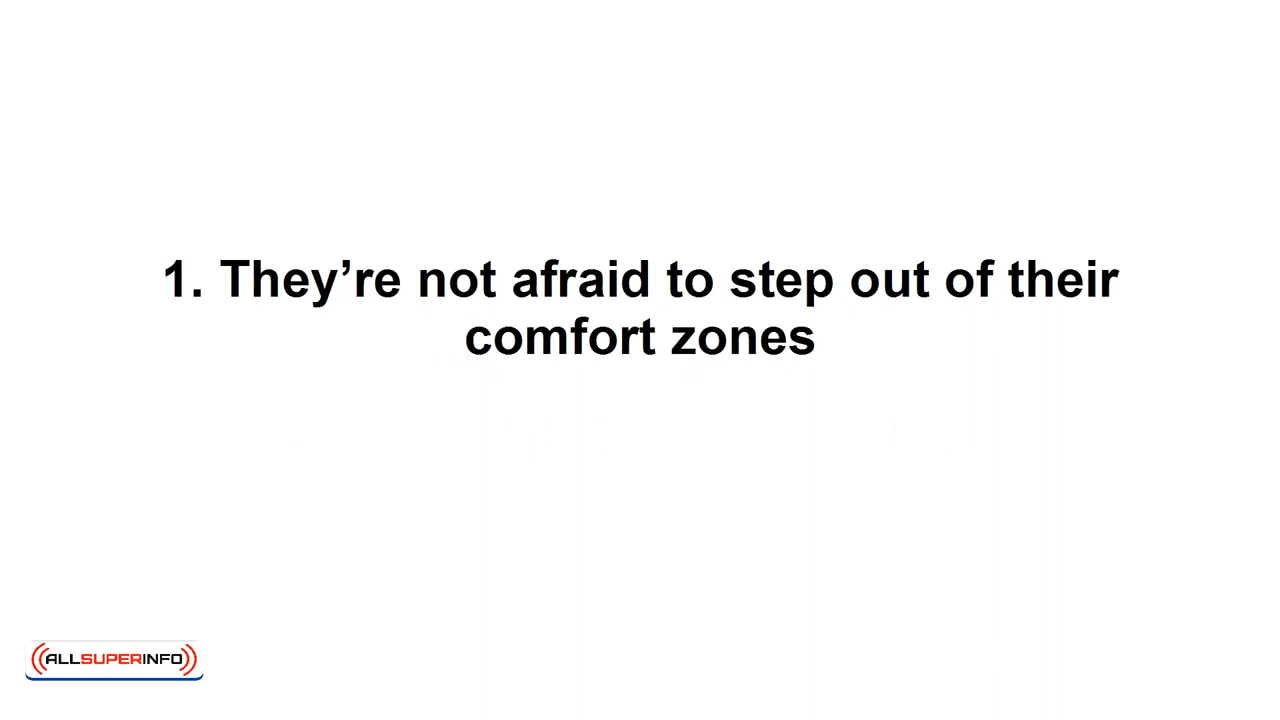 1. They’re not afraid to step out of their
comfort zones
ALLSUPERINFO